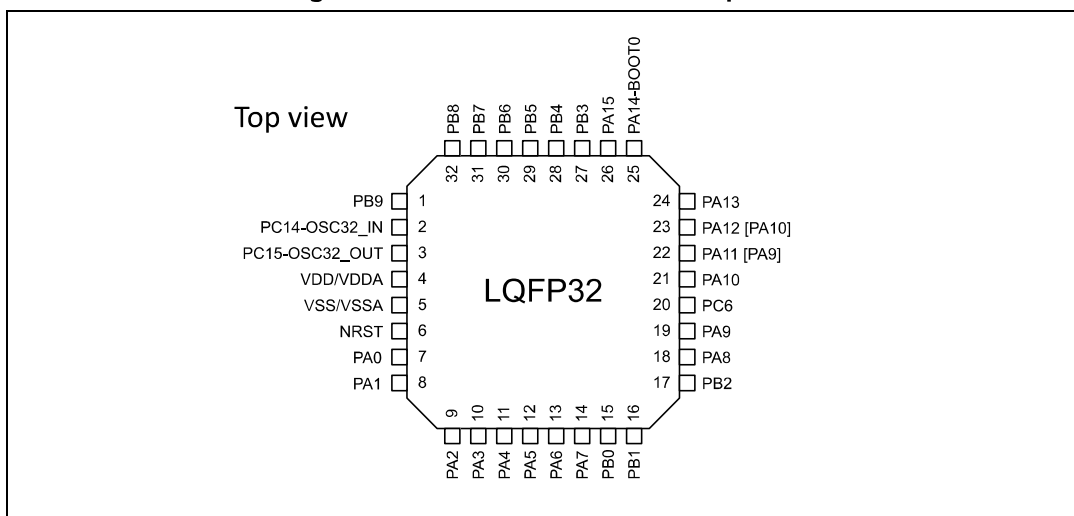 Top view
PB8
PB7
PB6
PB5
PB4
PB3
PA15
PA14-BOOT0
32
31
30
29
28
27
26
25
PB9 1
PC14-OSC32_IN 2
PC15-OSC32_OUT 3
VDD/VDDA 4
VSS/VSSA 5
NRST 6
PA0 7
PA1 8
LQFP32
24 PA13
23 PA12 [PA10]
22 PA11 [PA9]
21 PA10
20 PC6
19 PA9
18 PA8
17 PB2
9
10
11
12
13
14
15
16
PA2
PA3
PA4
PA5
PA6
PA7
PB0
PB1